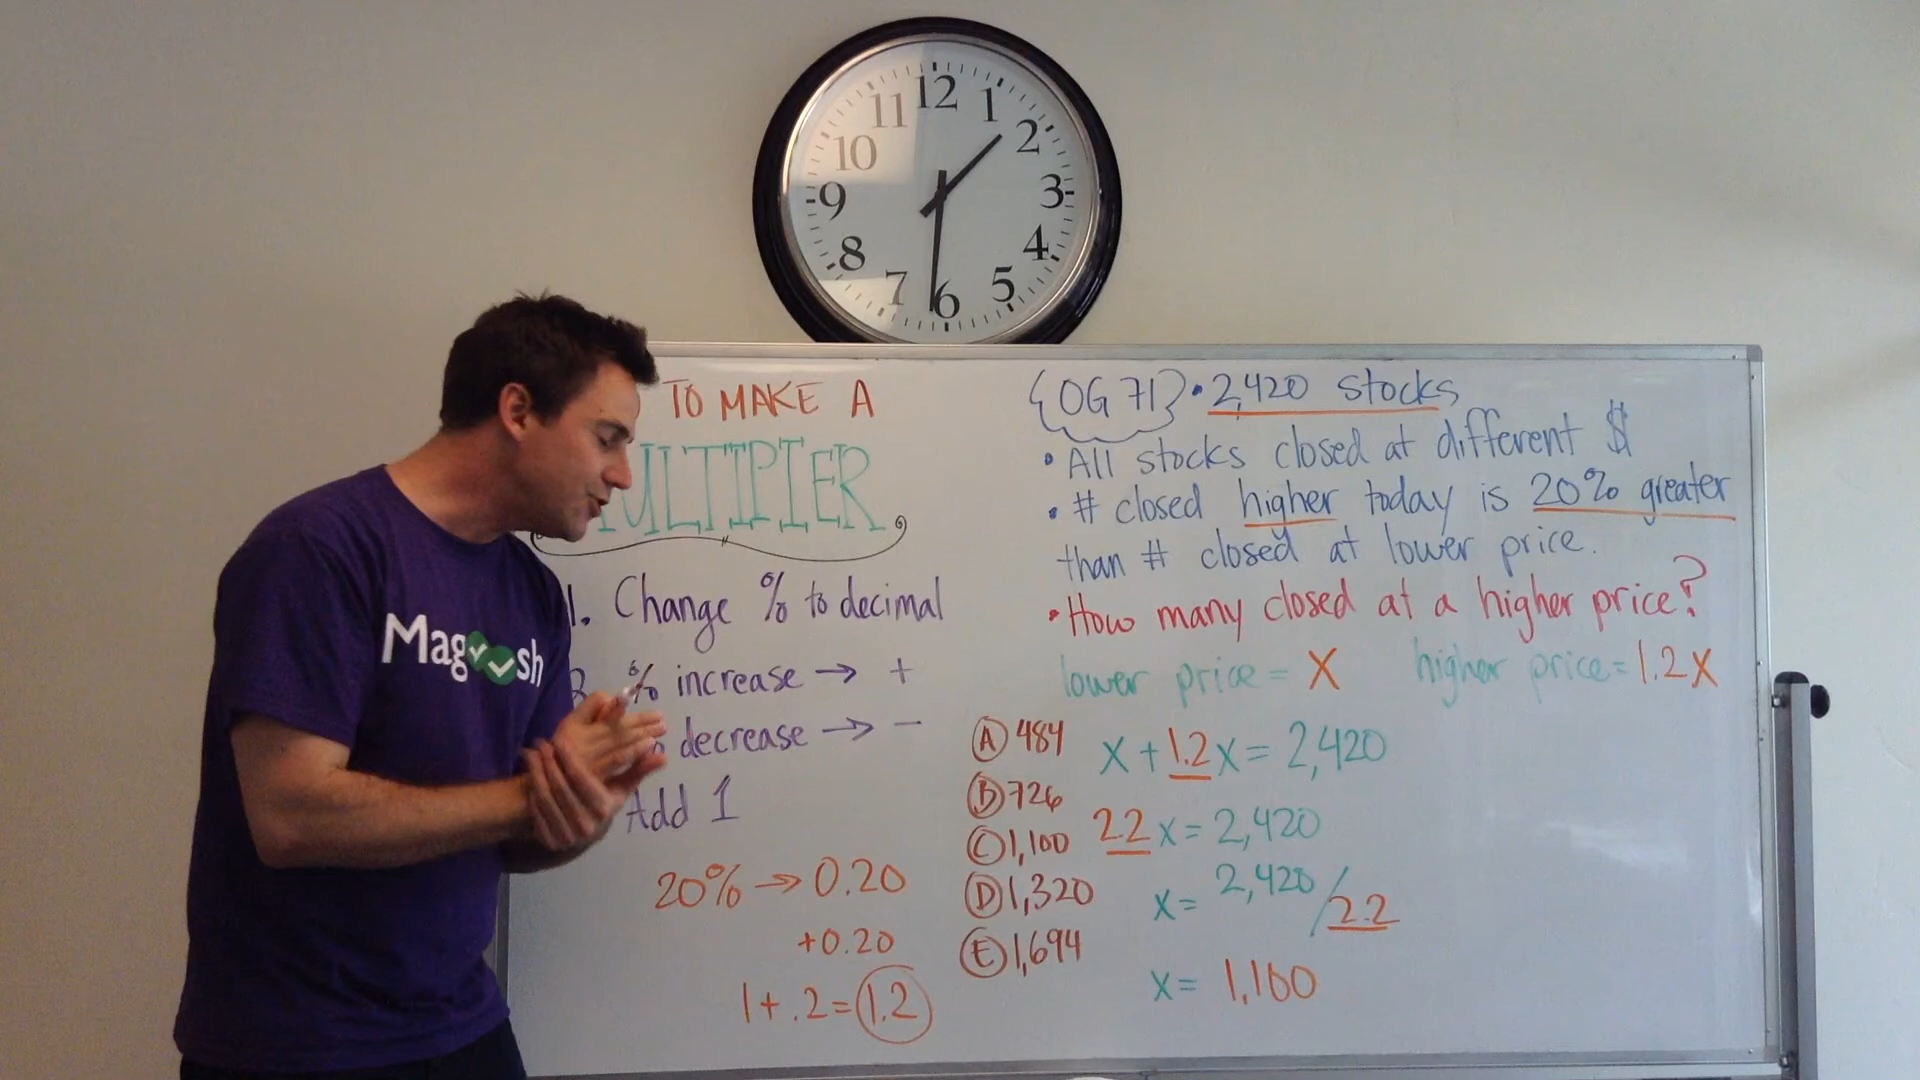 12
11 1
10 2
9 3
8 4
7 5
6
TO MAKE A
ULTIPIER
1. Change % to decimal
2. % increase → +
% decrease → −
Add 1
20% → 0.20
+0.20
1 + .2 = 1.2
Magoosh
{OG 71} • 2,420 stocks
• All stocks closed at different $
• # closed higher today is 20% greater
than # closed at lower price.
• How many closed at a higher price?
lower price = X higher price = 1.2X
A 484
B 726
C 1,100
D 1,320
E 1,694
X + 1.2X = 2,420
2.2X = 2,420
X = 2,420/2.2
X = 1,100